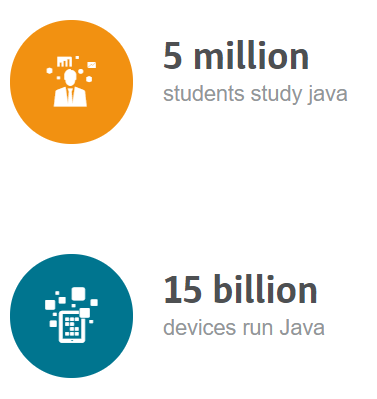 5 million
students study java
15 billion
devices run Java